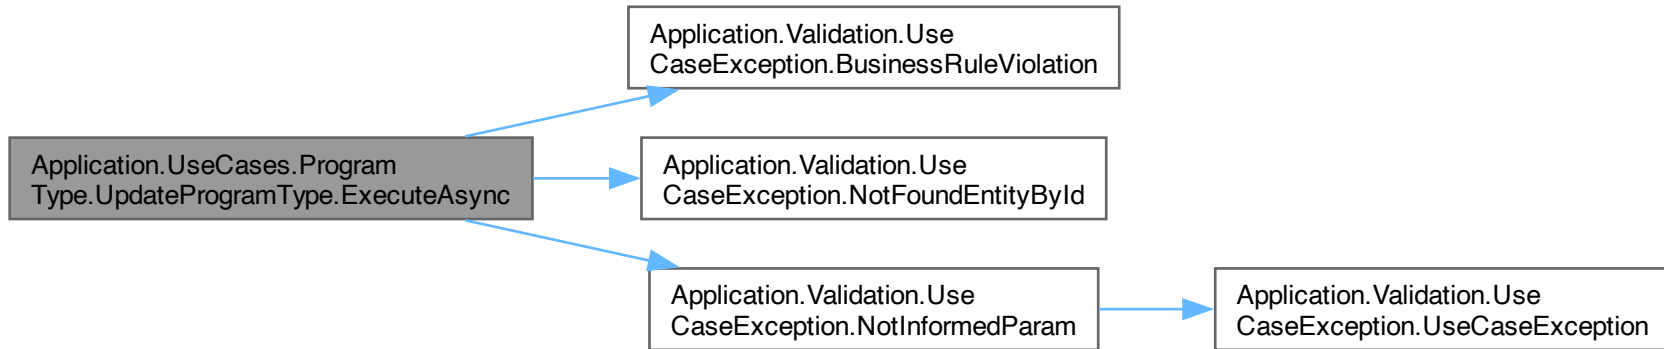 Application.Validation.Use
CaseException.BusinessRuleViolation
Application.UseCases.Program
Type.UpdateProgramType.ExecuteAsync
Application.Validation.Use
CaseException.NotFoundEntityById
Application.Validation.Use
CaseException.NotInformedParam
Application.Validation.Use
CaseException.UseCaseException